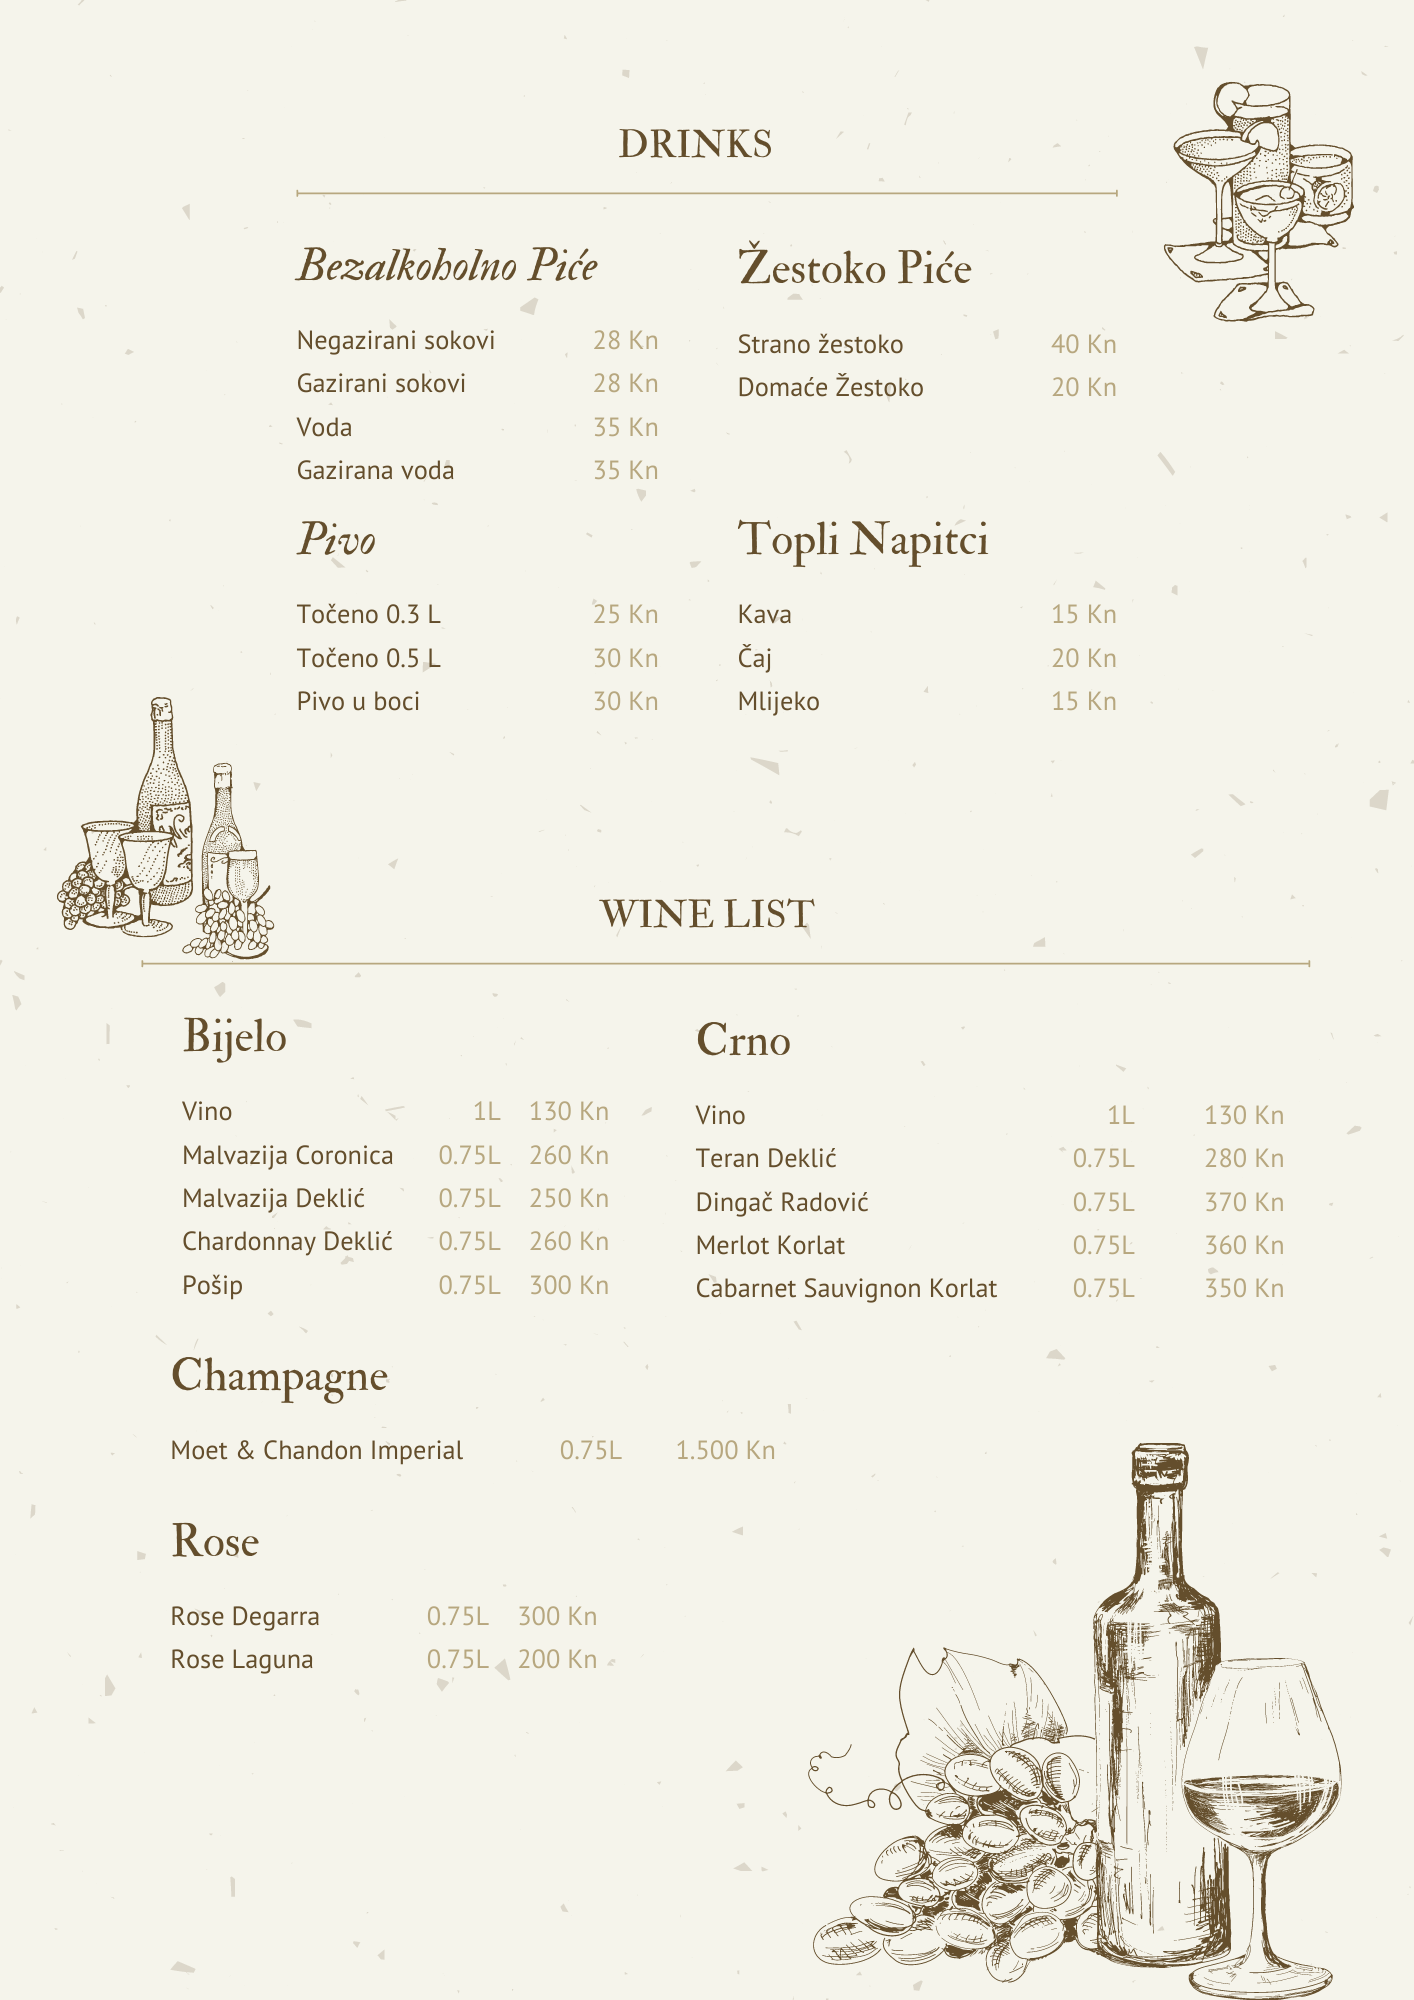 DRINKS
Bezalkoholno Piće
Negazirani sokovi 28 Kn
Gazirani sokovi 28 Kn
Voda 35 Kn
Gazirana voda 35 Kn
Žestoko Piće
Strano žestoko 40 Kn
Domaće Žestoko 20 Kn
Pivo
Točeno 0.3 L 25 Kn
Točeno 0.5 L 30 Kn
Pivo u boci 30 Kn
Topli Napitci
Kava 15 Kn
Čaj 20 Kn
Mlijeko 15 Kn
WINE LIST
Bijelo
Vino 1L 130 Kn
Malvazija Coronica 0.75L 260 Kn
Malvazija Deklić 0.75L 250 Kn
Chardonnay Deklić 0.75L 260 Kn
Pošip 0.75L 300 Kn
Crno
Vino 1L 130 Kn
Teran Deklić 0.75L 280 Kn
Dingač Radović 0.75L 370 Kn
Merlot Korlat 0.75L 360 Kn
Cabarnet Sauvignon Korlat 0.75L 350 Kn
Champagne
Moet & Chandon Imperial 0.75L 1.500 Kn
Rose
Rose Degarra 0.75L 300 Kn
Rose Laguna 0.75L 200 Kn